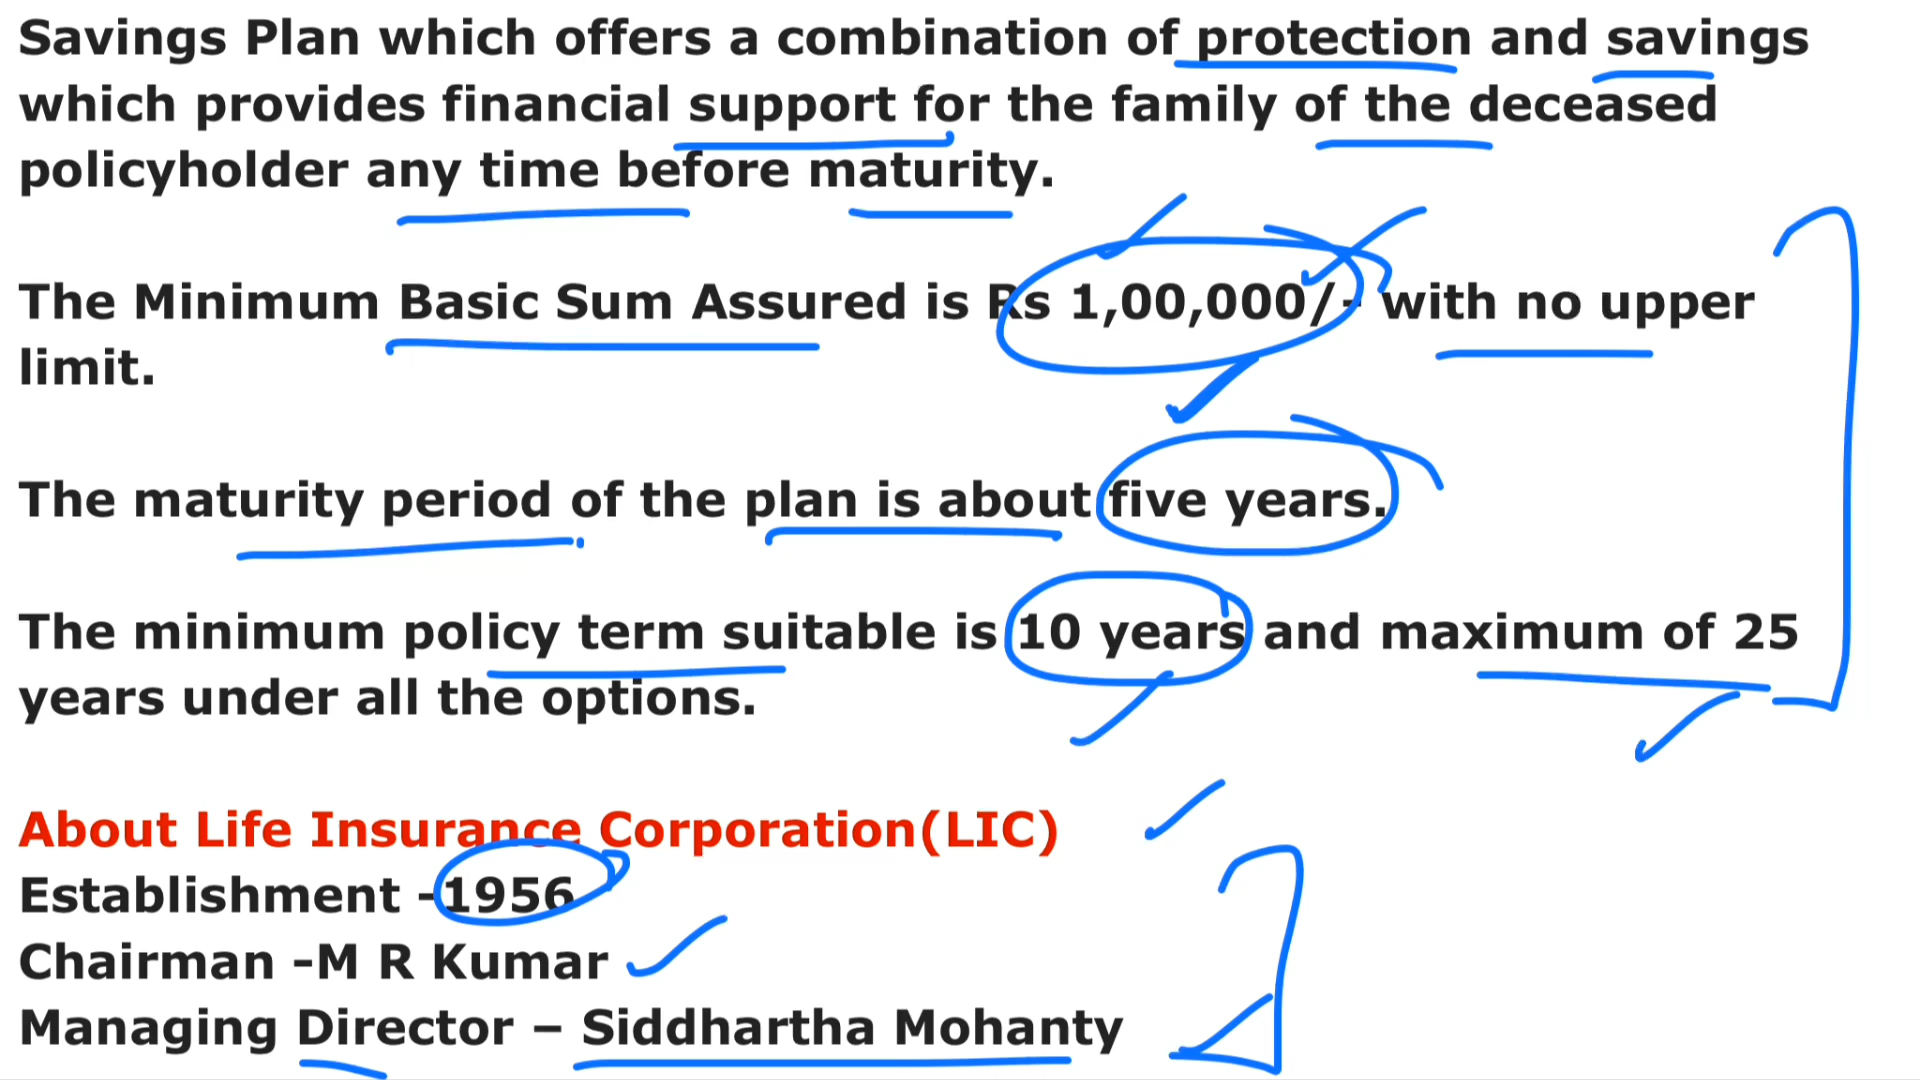 Savings Plan which offers a combination of protection and savings
which provides financial support for the family of the deceased
policyholder any time before maturity.
The Minimum Basic Sum Assured is Rs 1,00,000/- with no upper
limit.
The maturity period of the plan is about five years.
The minimum policy term suitable is 10 years and maximum of 25
years under all the options.
About Life Insurance Corporation(LIC)
Establishment -1956
Chairman -M R Kumar
Managing Director – Siddhartha Mohanty